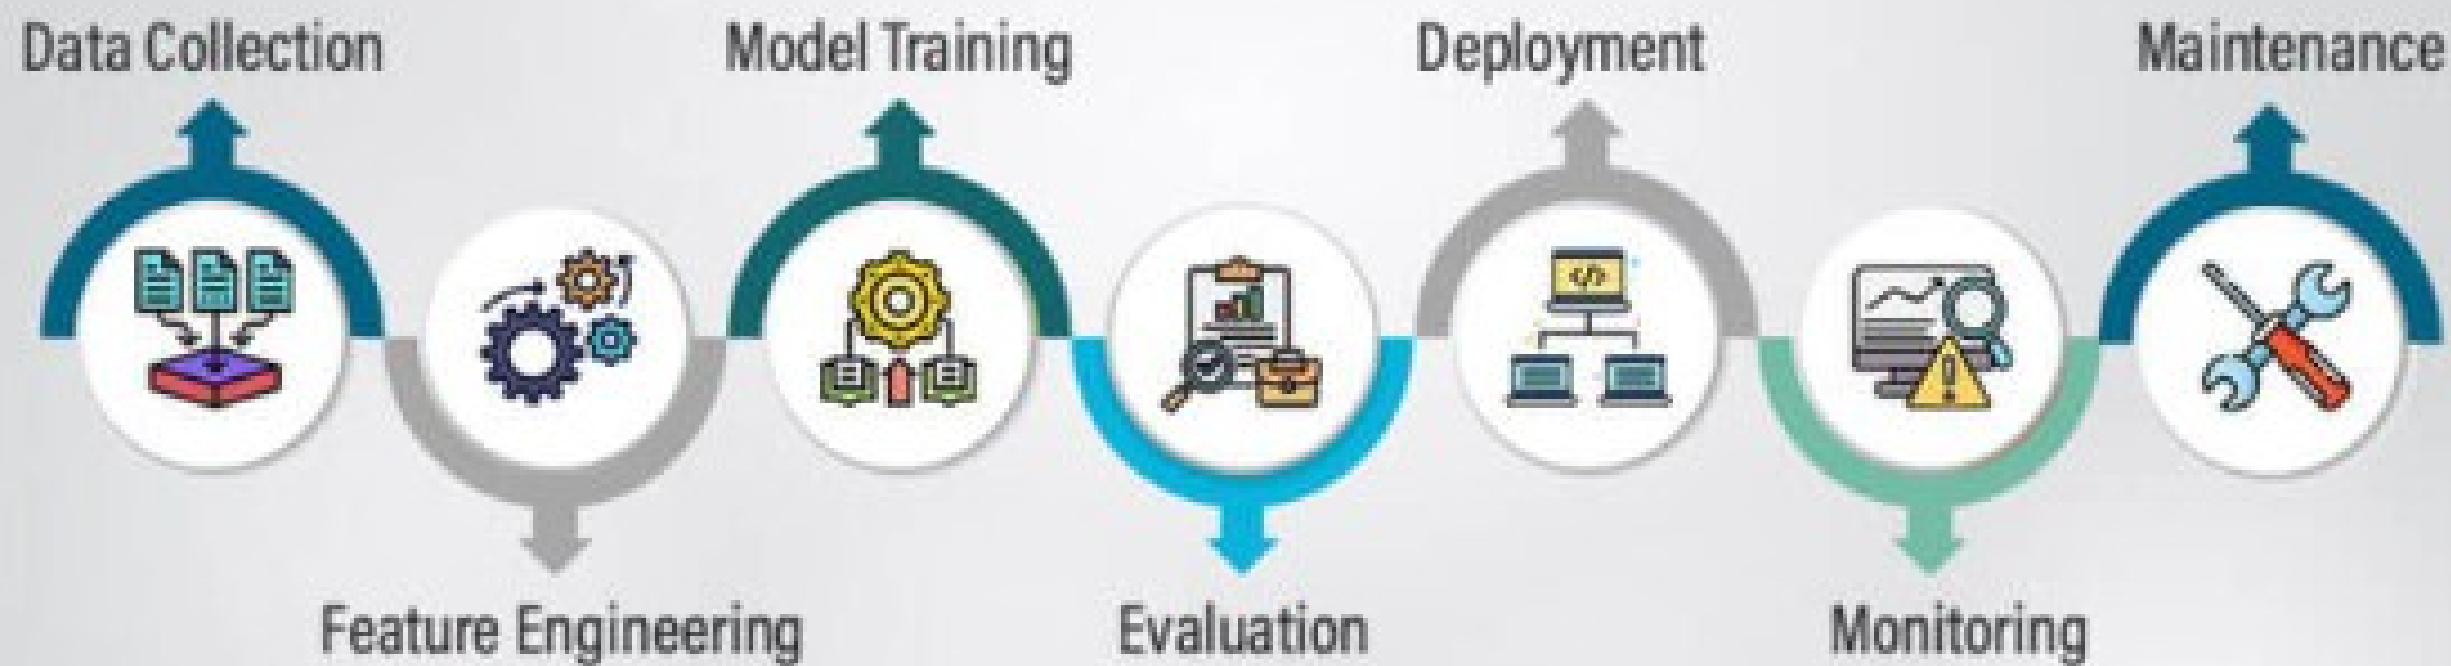 Data Collection
Feature Engineering
Model Training
Evaluation
Deployment
Monitoring
Maintenance